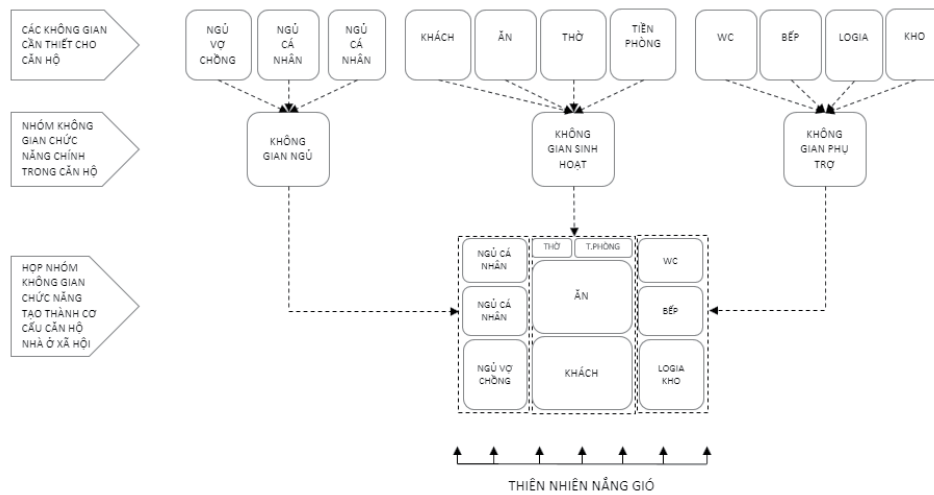 CÁC KHÔNG GIAN
CẦN THIẾT CHO
CĂN HỘ
NGỦ
VỢ
CHỒNG
NGỦ
CÁ
NHÂN
NGỦ
CÁ
NHÂN
KHÁCH
ĂN
THỜ
TIỀN
PHÒNG
WC
BẾP
LOGIA
KHO
NHÓM KHÔNG
GIAN CHỨC
NĂNG CHÍNH
TRONG CĂN HỘ
KHÔNG
GIAN NGỦ
KHÔNG
GIAN SINH
HOẠT
KHÔNG
GIAN PHỤ
TRỢ
HỢP NHÓM
KHÔNG GIAN
CHỨC NĂNG
TẠO THÀNH CƠ
CẤU CĂN HỘ
NHÀ Ở XÃ HỘI
NGỦ CÁ
NHÂN
NGỦ CÁ
NHÂN
NGỦ VỢ
CHỒNG
THỜ
T.PHÒNG
ĂN
KHÁCH
WC
BẾP
LOGIA
KHO
THIÊN NHIÊN NẮNG GIÓ